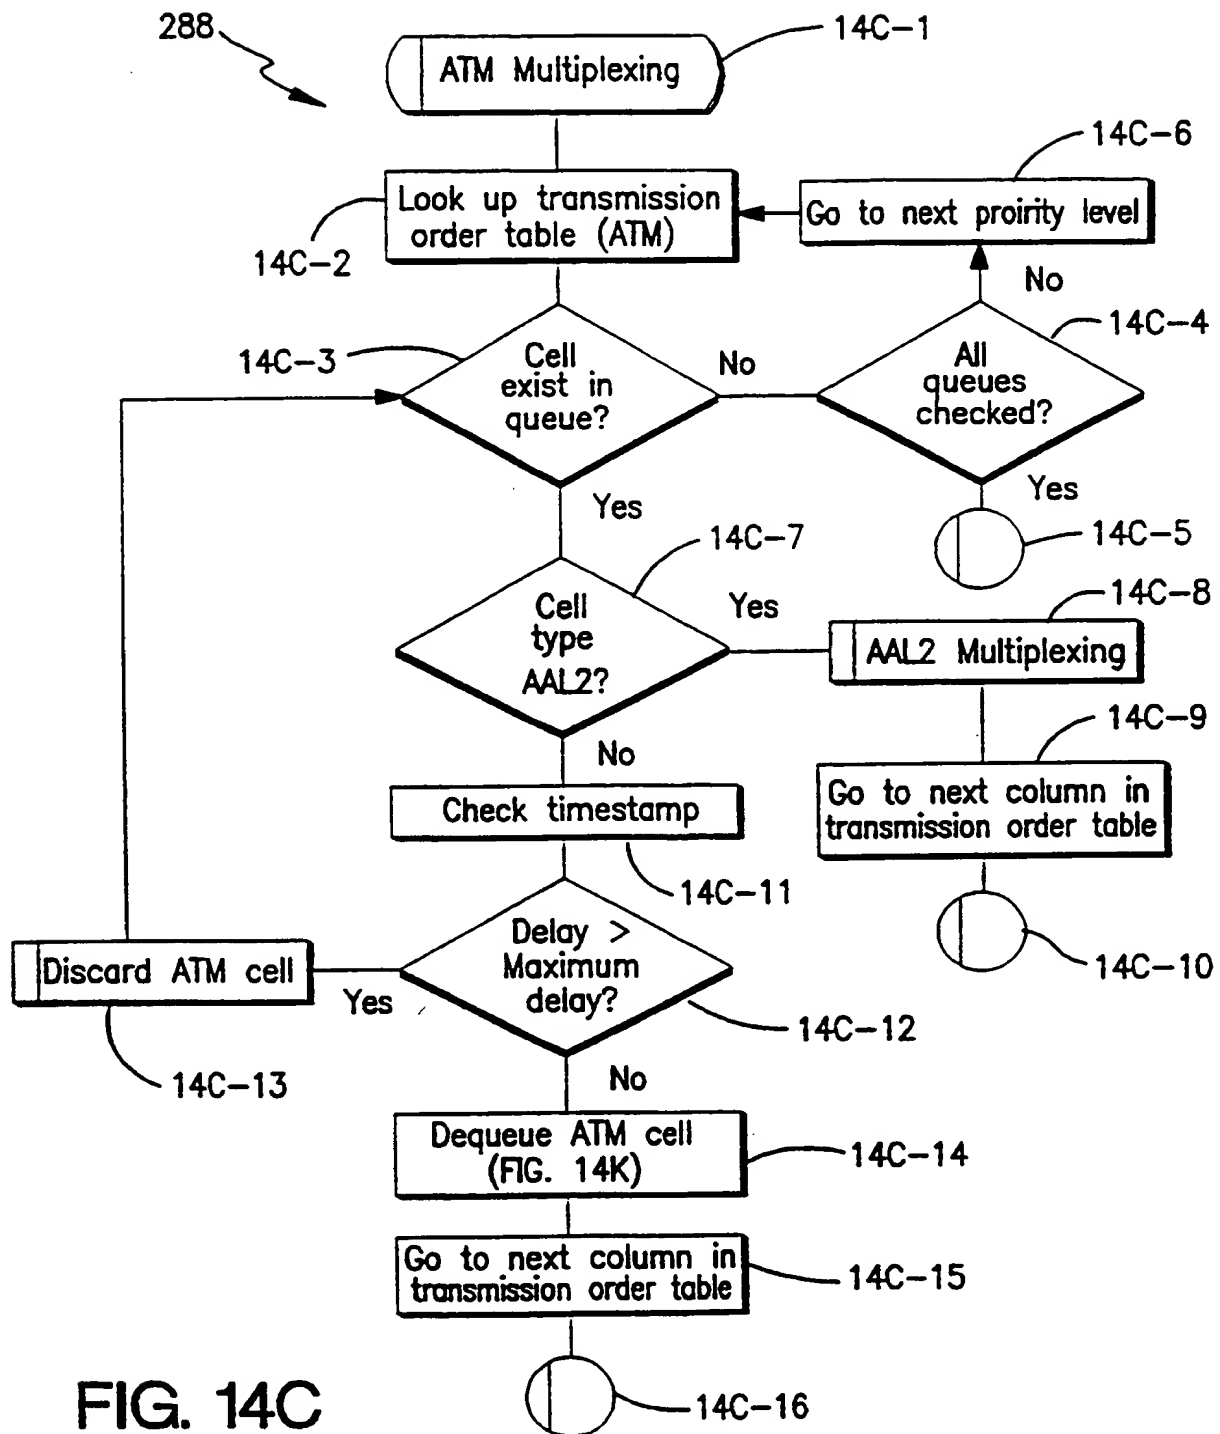 288
14C-1
ATM Multiplexing
14C-6
Look up transmission
order table (ATM)
Go to next proirity level
14C-2
No
14C-3
14C-4
Cell
exist in
queue?
No
All
queues
checked?
Yes
Yes
14C-5
14C-7
14C-8
Cell
type
AAL2?
Yes
AAL2 Multiplexing
14C-9
No
Go to next column in
transmission order table
Check timestamp
14C-11
Delay >
Maximum
delay?
Discard ATM cell
Yes
14C-10
14C-12
14C-13
No
Dequeue ATM cell
(FIG. 14K)
14C-14
Go to next column in
transmission order table
14C-15
14C-16
FIG. 14C